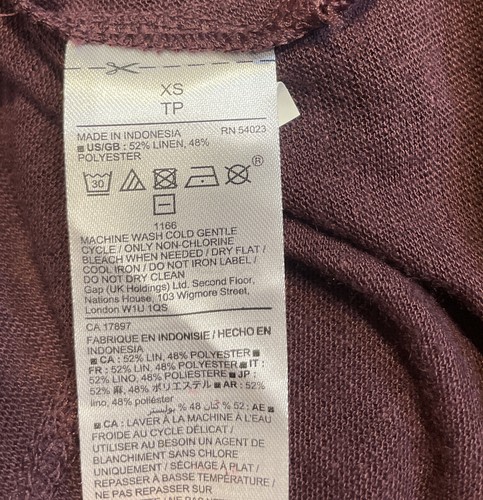 XS
TP
MADE IN INDONESIA RN 54023
■ US/GB : 52% LINEN, 48%
POLYESTER
30
®
1166
MACHINE WASH COLD GENTLE
CYCLE / ONLY NON-CHLORINE
BLEACH WHEN NEEDED / DRY FLAT /
COOL IRON / DO NOT IRON LABEL /
DO NOT DRY CLEAN
Gap (UK Holdings) Ltd. Second Floor,
Nations House, 103 Wigmore Street,
London W1U 1QS
CA 17897
FABRIQUE EN INDONISIE / HECHO EN
INDONESIA
■ CA : 52% LIN, 48% POLYESTER ■
FR : 52% LIN, 48% POLYESTER ■ IT :
52% LINO, 48% POLIESTERE ■ JP :
52% 麻, 48% ポリエステル ■ AR : 52%
lino, 48% poliéster
■ AE : 52 % كتان 48 % بوليستر
■ CA : LAVER À LA MACHINE À L'EAU
FROIDE AU CYCLE DÉLICAT /
UTILISER AU BESOIN UN AGENT DE
BLANCHIMENT SANS CHLORE
UNIQUEMENT / SÉCHAGE À PLAT /
REPASSER À BASSE TEMPÉRATURE /
NE PAS REPASSER SUR